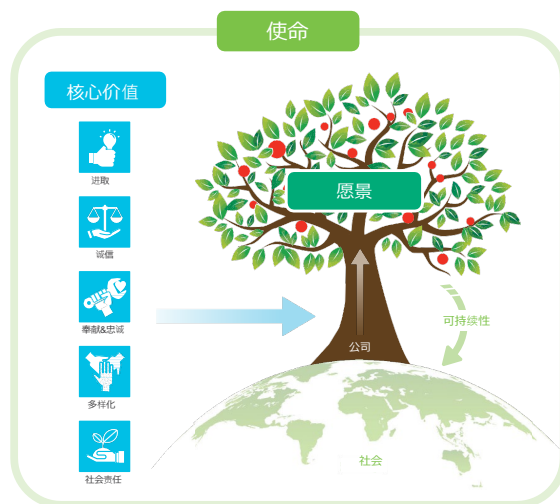 使命
核心价值
进取
诚信
奉献&忠诚
多样化
社会责任
愿景
可持续性
公司
社会